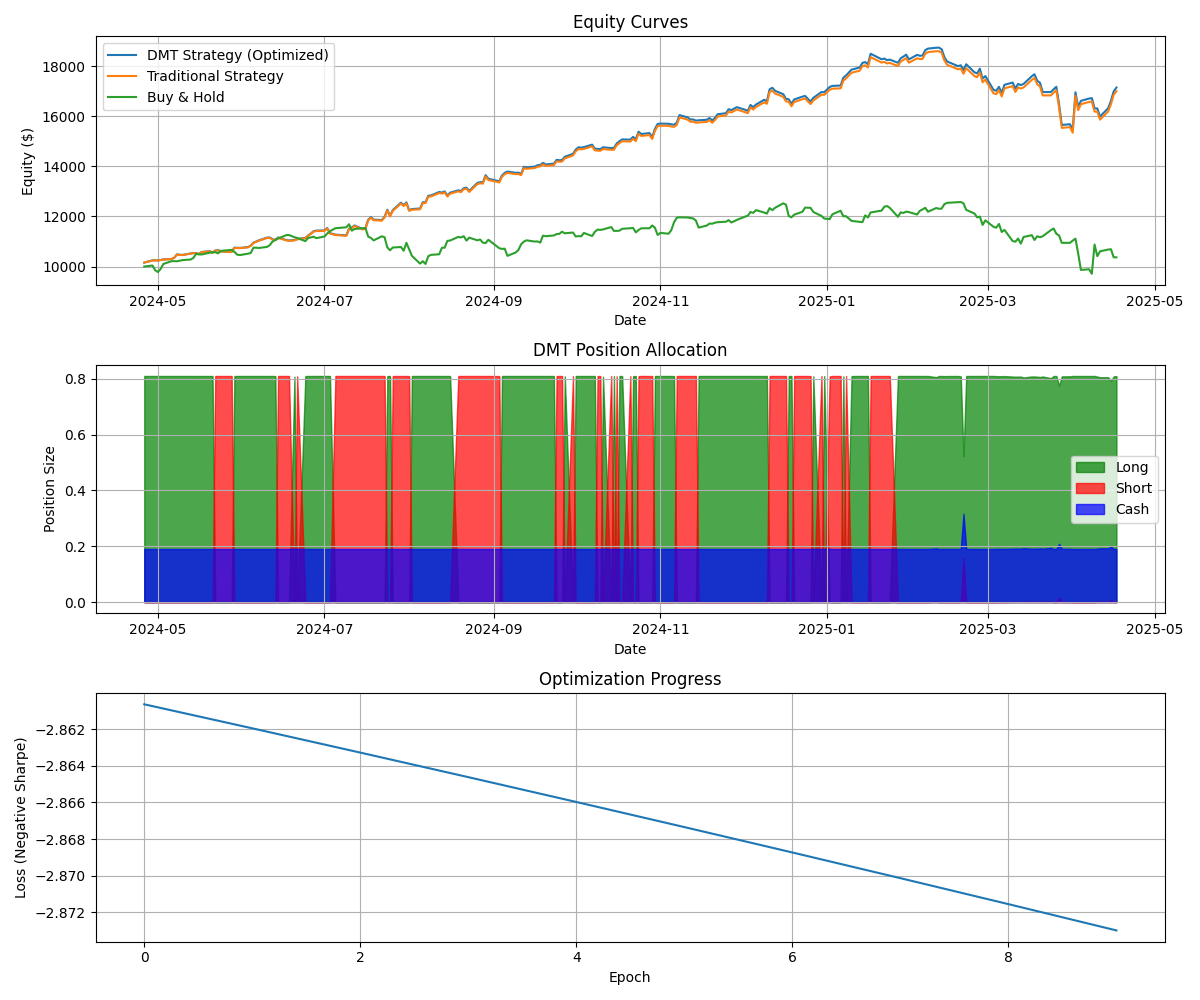 Equity Curves
Equity ($)
18000
16000
14000
12000
10000
DMT Strategy (Optimized)
Traditional Strategy
Buy & Hold
2024-05 2024-07 2024-09 2024-11 2025-01 2025-03 2025-05
Date
DMT Position Allocation
Position Size
0.8
0.6
0.4
0.2
0.0
Long
Short
Cash
2024-05 2024-07 2024-09 2024-11 2025-01 2025-03 2025-05
Date
Optimization Progress
Loss (Negative Sharpe)
−2.862
−2.864
−2.866
−2.868
−2.870
−2.872
0 2 4 6 8
Epoch